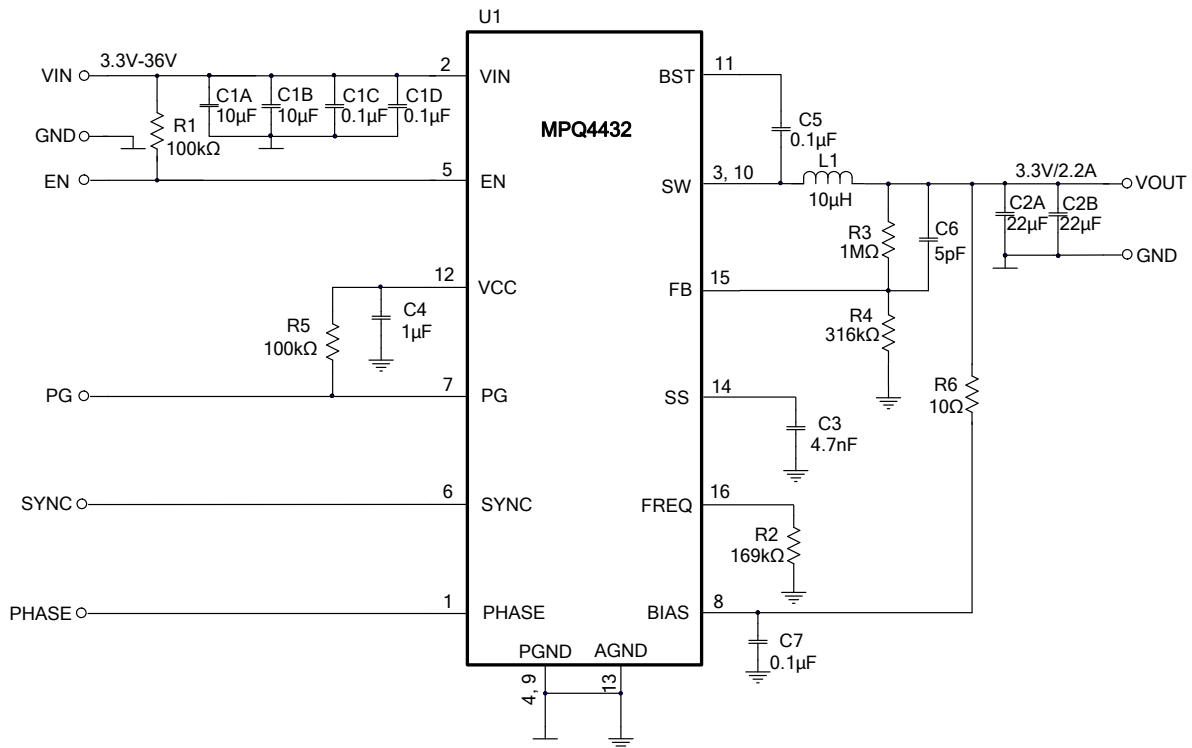 U1
MPQ4432
VIN
3.3V-36V
2
VIN
C1A
10µF
C1B
10µF
C1C
0.1µF
C1D
0.1µF
GND
R1
100kΩ
EN
5
EN
12
VCC
C4
1µF
R5
100kΩ
PG
7
PG
SYNC
6
SYNC
PHASE
1
PHASE
PGND
AGND
4, 9
13
BST
11
C5
0.1µF
SW
3, 10
L1
10µH
3.3V/2.2A
VOUT
C2A
22µF
C2B
22µF
GND
R3
1MΩ
C6
5pF
FB
15
R4
316kΩ
R6
10Ω
SS
14
C3
4.7nF
FREQ
16
R2
169kΩ
BIAS
8
C7
0.1µF